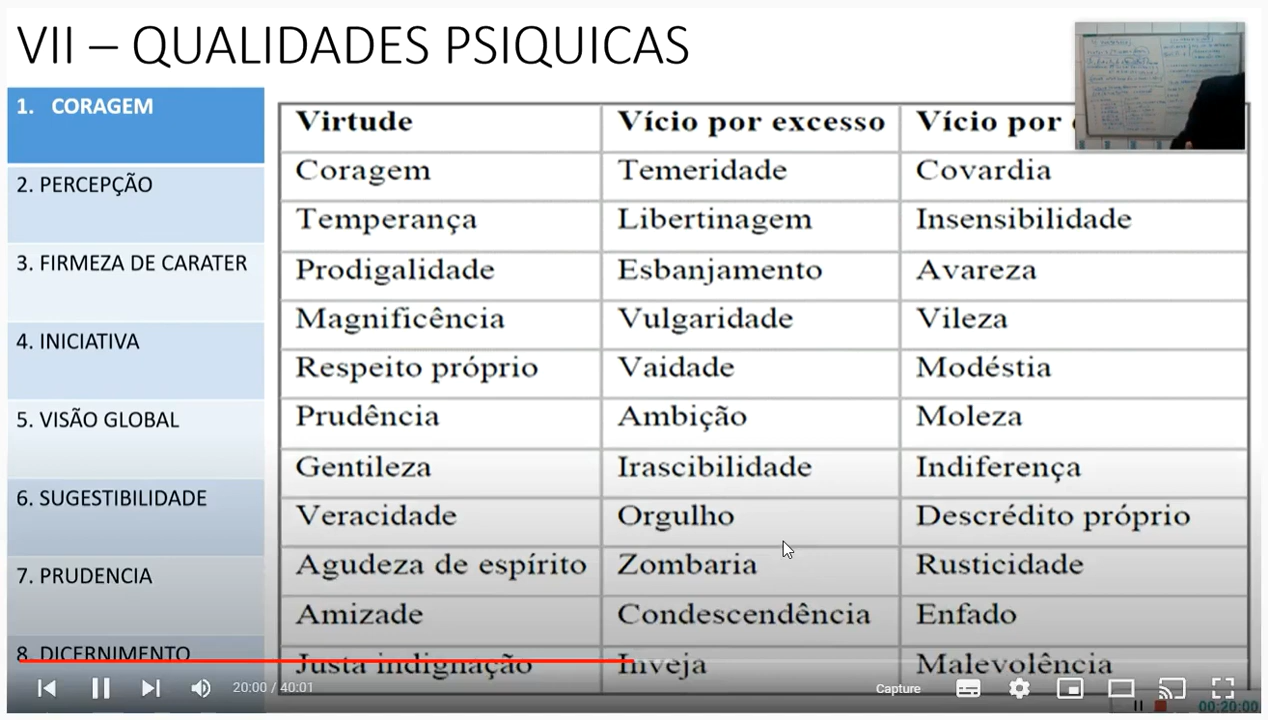 VII – QUALIDADES PSIQUICAS
1. CORAGEM
2. PERCEPÇÃO
3. FIRMEZA DE CARATER
4. INICIATIVA
5. VISÃO GLOBAL
6. SUGESTIBILIDADE
7. PRUDENCIA
8. DICERNIMENTO
Virtude Vício por excesso Vício por
Coragem Temeridade Covardia
Temperança Libertinagem Insensibilidade
Prodigalidade Esbanjamento Avareza
Magnificência Vulgaridade Vileza
Respeito próprio Vaidade Modéstia
Prudência Ambição Moleza
Gentileza Irascibilidade Indiferença
Veracidade Orgulho Descrédito próprio
Agudeza de espírito Zombaria Rusticidade
Amizade Condescendência Enfado
Justa indignação Inveja Malevolência
20:00 / 40:01
Capture
00:20:00